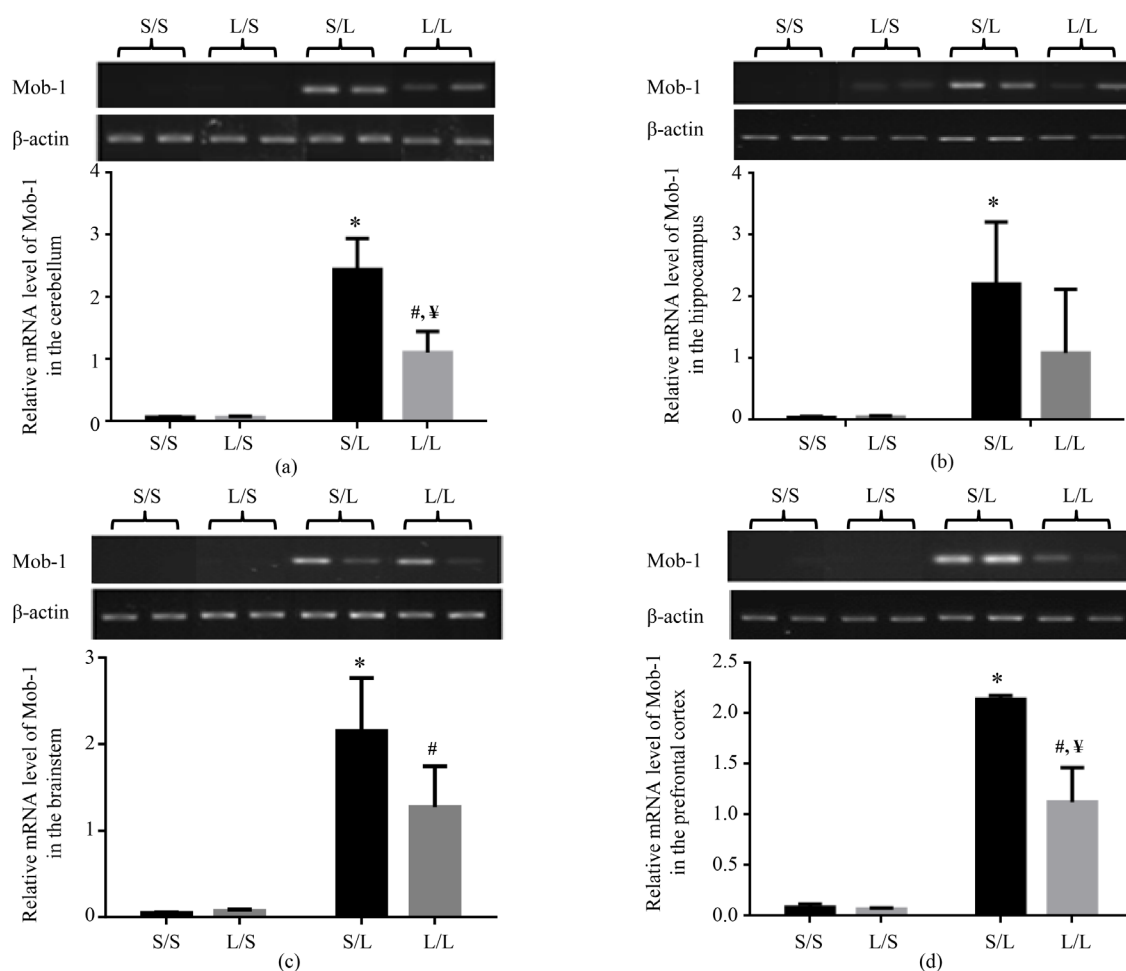 S/S L/S S/L L/L
Mob-1
β-actin
Relative mRNA level of Mob-1
in the cerebellum
4
3
2
1
0
*
#, ¥
S/S L/S S/L L/L
(a)
S/S L/S S/L L/L
Mob-1
β-actin
Relative mRNA level of Mob-1
in the hippocampus
4
3
2
1
0
*
S/S L/S S/L L/L
(b)
S/S L/S S/L L/L
Mob-1
β-actin
Relative mRNA level of Mob-1
in the brainstem
3
2
1
0
*
#
S/S L/S S/L L/L
(c)
S/S L/S S/L L/L
Mob-1
β-actin
Relative mRNA level of Mob-1
in the prefrontal cortex
2.5
2.0
1.5
1.0
0.5
0.0
*
#, ¥
S/S L/S S/L L/L
(d)